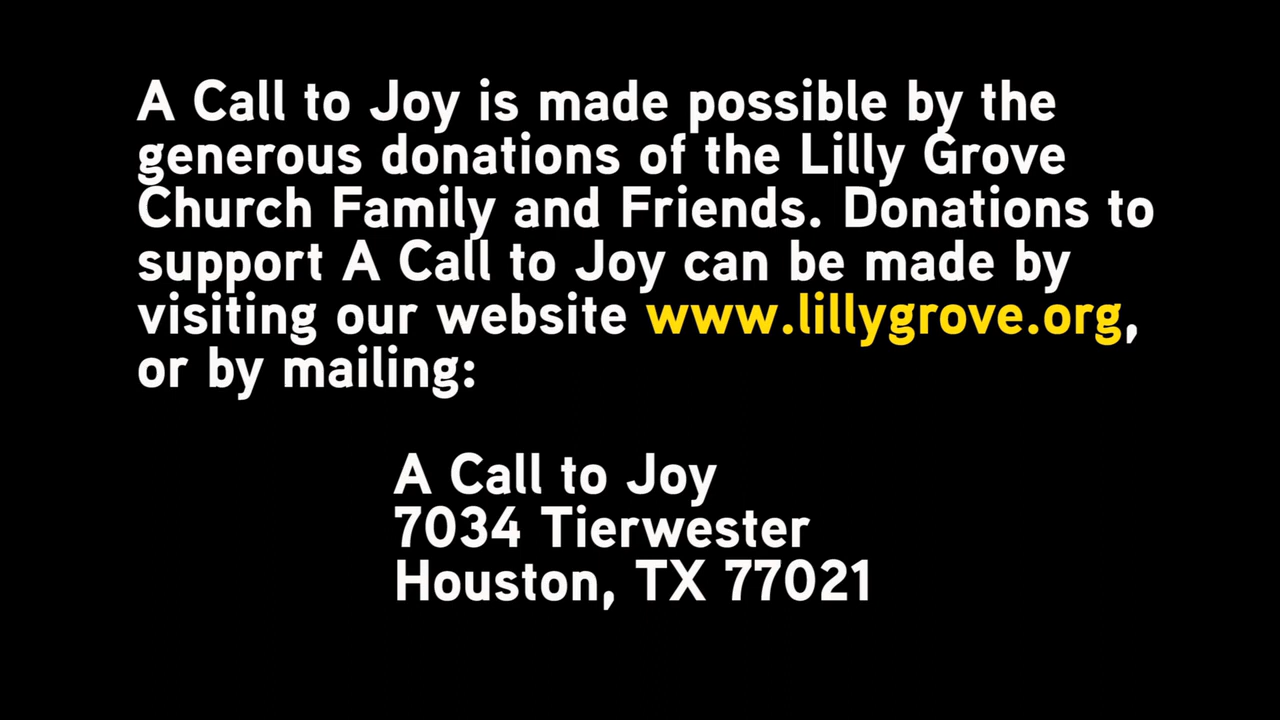 A Call to Joy is made possible by the
generous donations of the Lilly Grove
Church Family and Friends. Donations to
support A Call to Joy can be made by
visiting our website www.lillygrove.org,
or by mailing:
A Call to Joy
7034 Tierwester
Houston, TX 77021